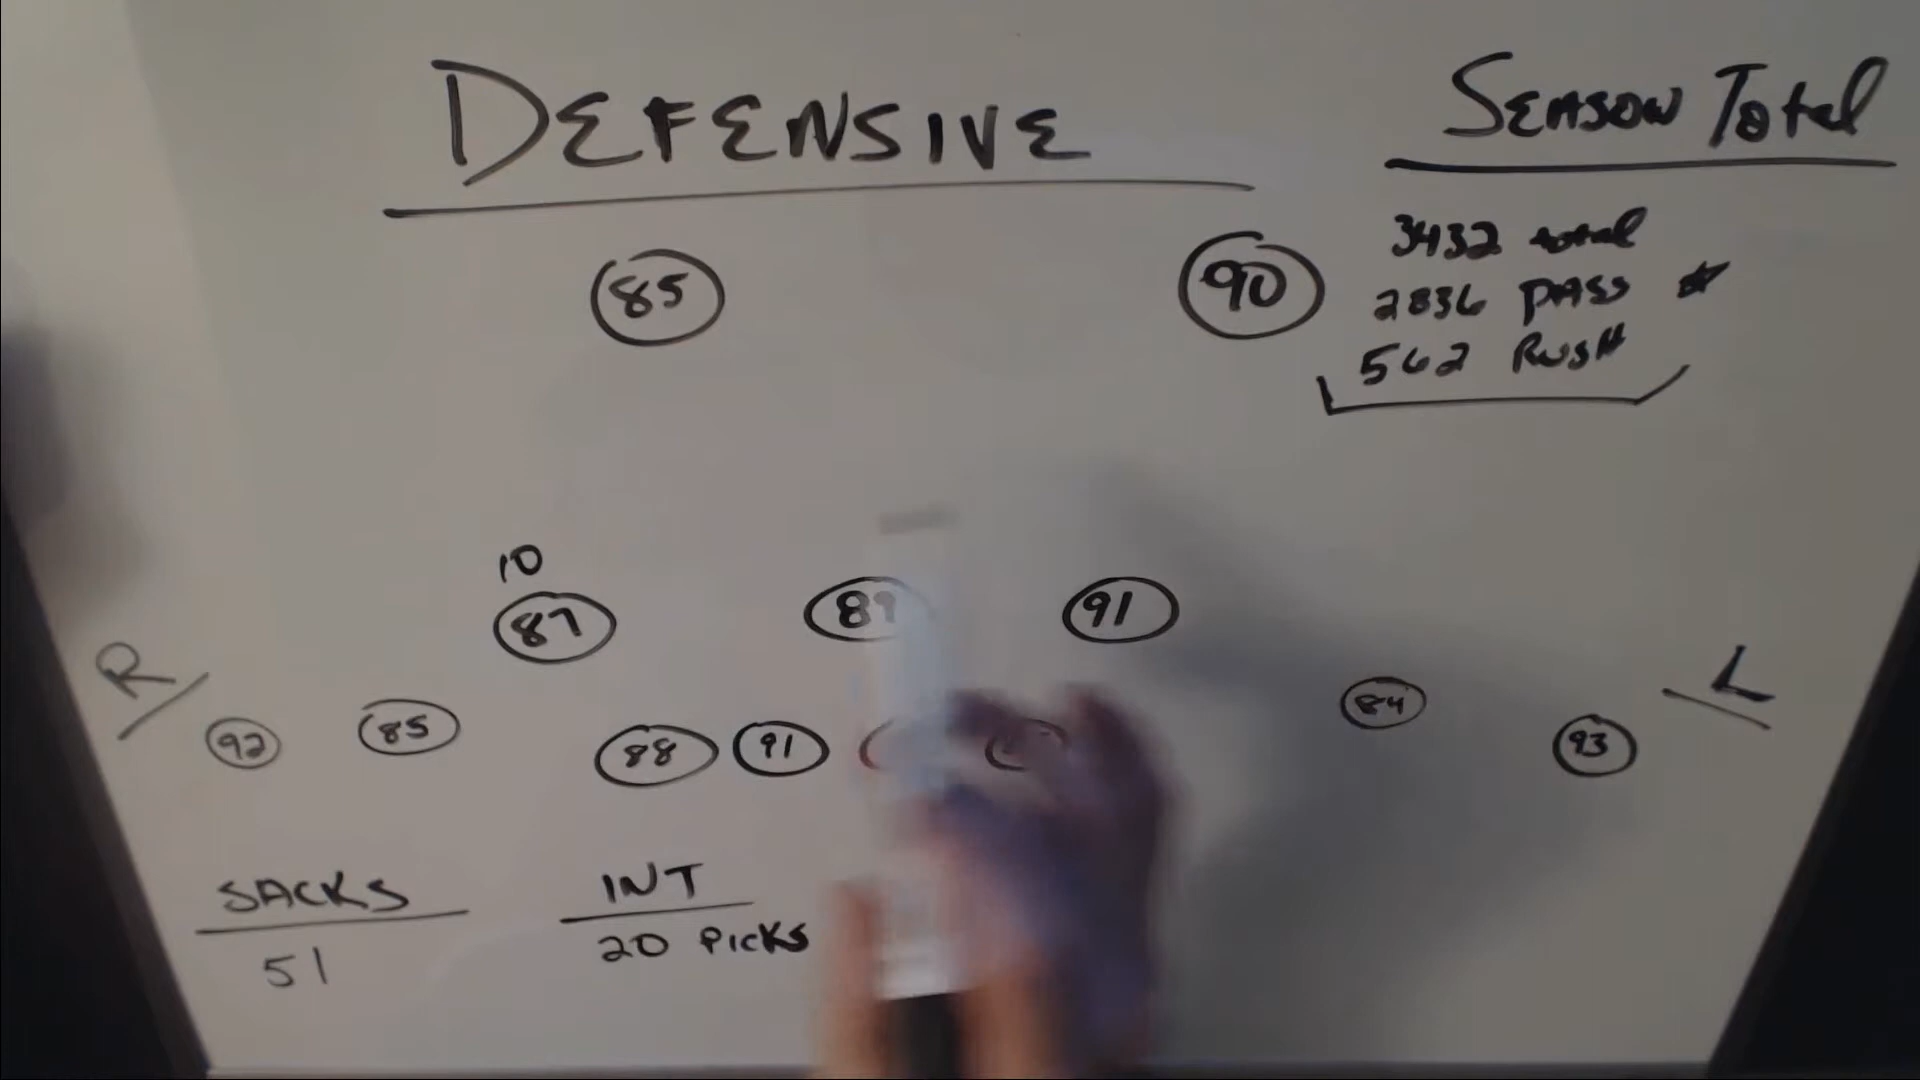 DEFENSIVE
SEASON Total
85
90
3432 total
2836 PASS
562 RUSH
10
87
89
91
R
L
92
85
88
91
84
93
SACKS
51
INT
20 PICKS